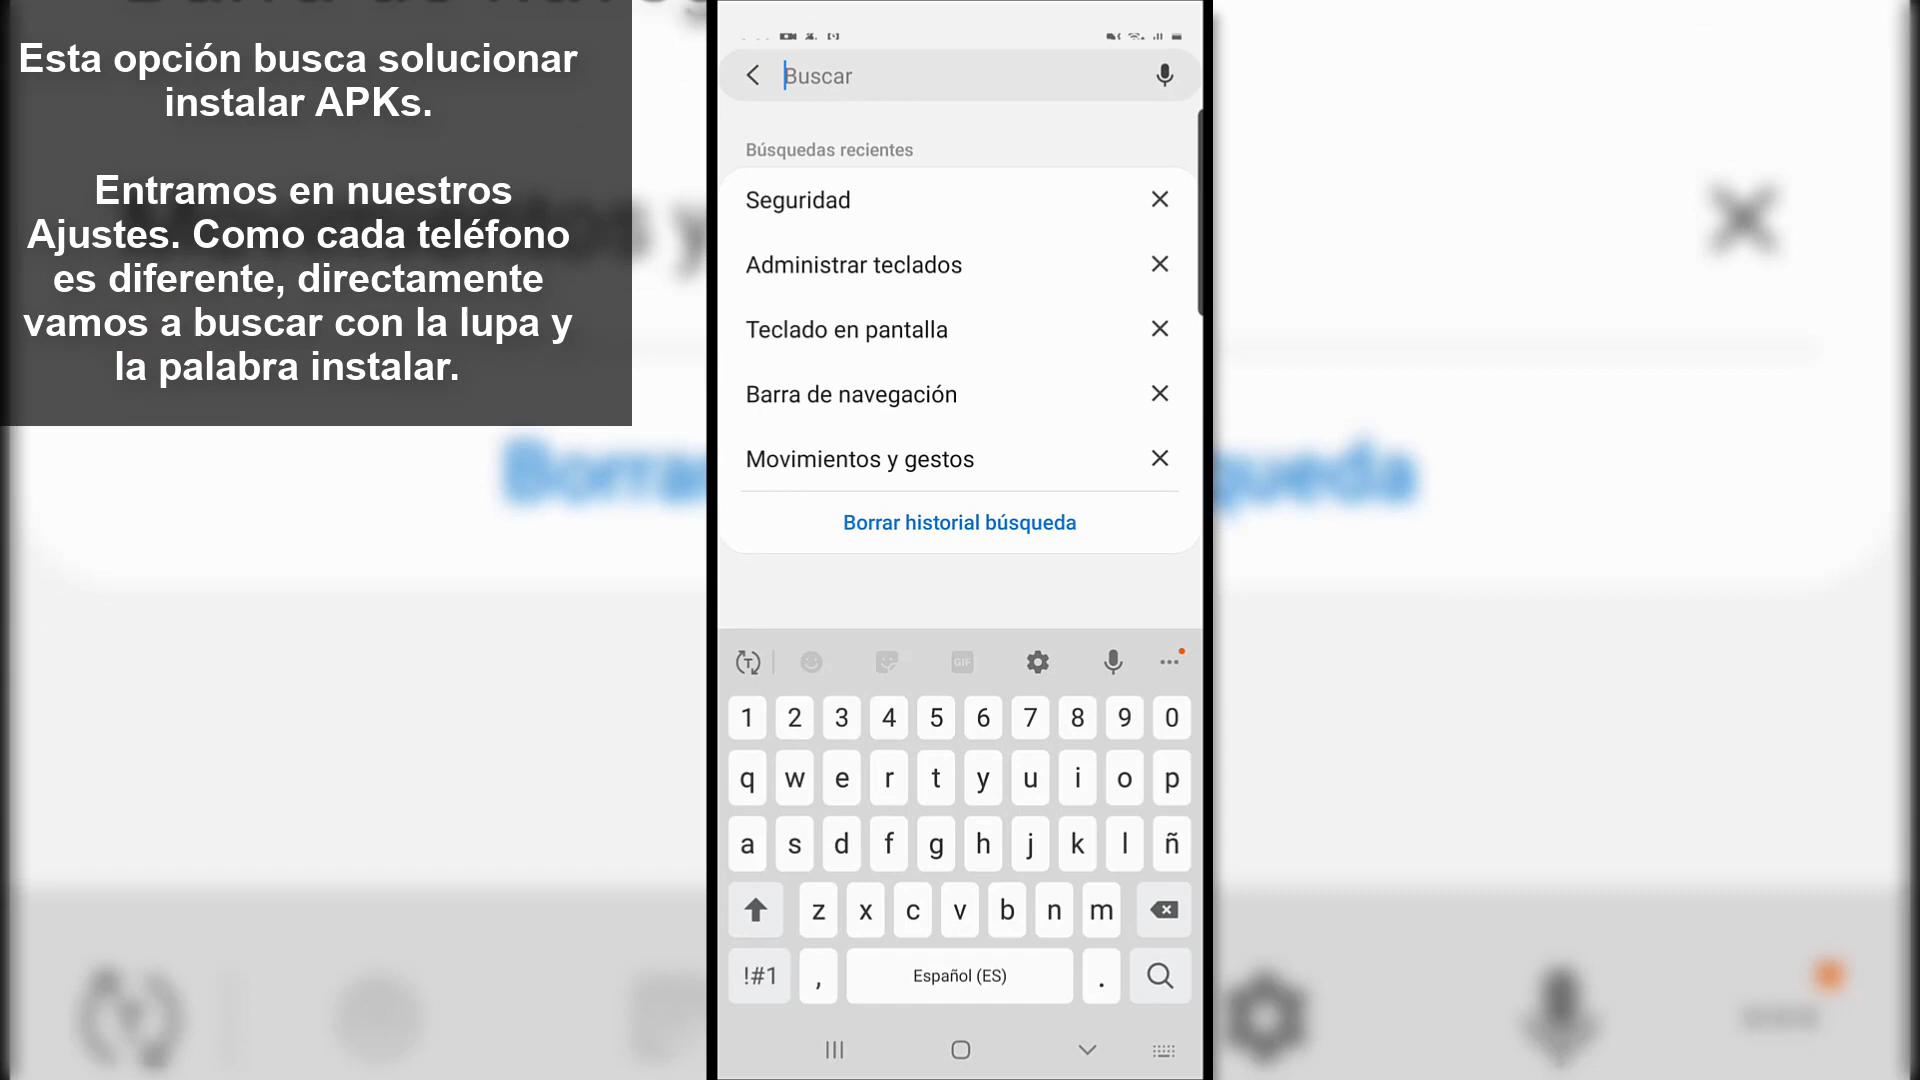 Esta opción busca solucionar
instalar APKs.
Entramos en nuestros
Ajustes. Como cada teléfono
es diferente, directamente
vamos a buscar con la lupa y
la palabra instalar.
Buscar
Búsquedas recientes
Seguridad
Administrar teclados
Teclado en pantalla
Barra de navegación
Movimientos y gestos
Borrar historial búsqueda
GIF
1 2 3 4 5 6 7 8 9 0
q w e r t y u i o p
a s d f g h j k l ñ
z x c v b n m
!#1 , Español (ES) .